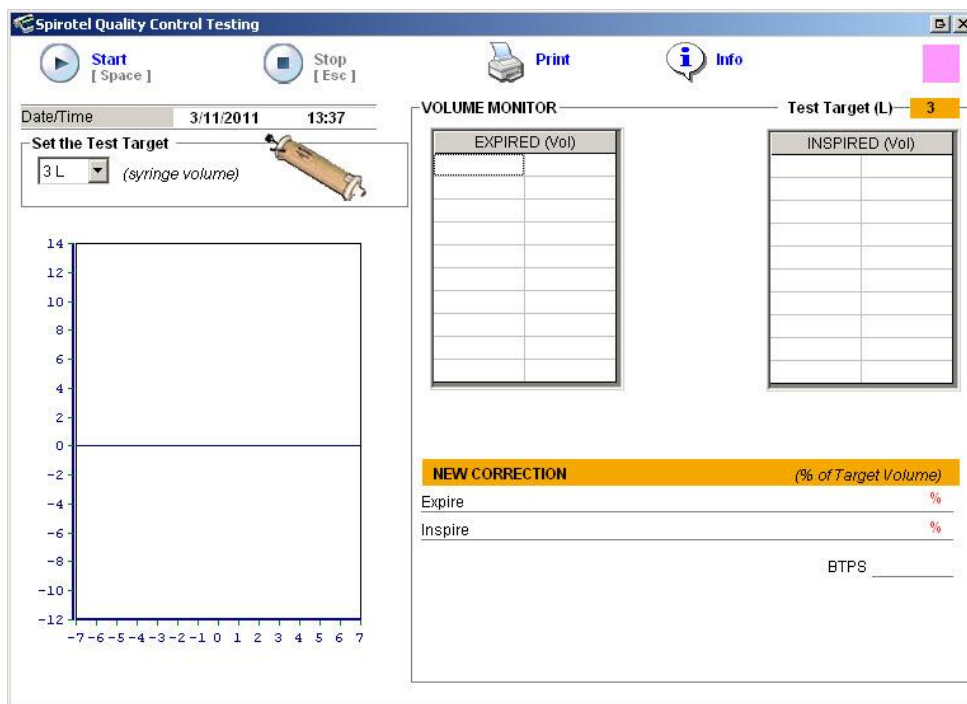 Spirotel Quality Control Testing
Start
[ Space ]
Stop
[ Esc ]
Print
Info
Date/Time 3/11/2011 13:37
Set the Test Target
3 L (syringe volume)
VOLUME MONITOR Test Target (L) 3
EXPIRED (Vol) INSPIRED (Vol)
14
12
10
8
6
4
2
0
-2
-4
-6
-8
-10
-12
-7 -6 -5 -4 -3 -2 -1 0 1 2 3 4 5 6 7
NEW CORRECTION (% of Target Volume)
Expire %
Inspire %
BTPS